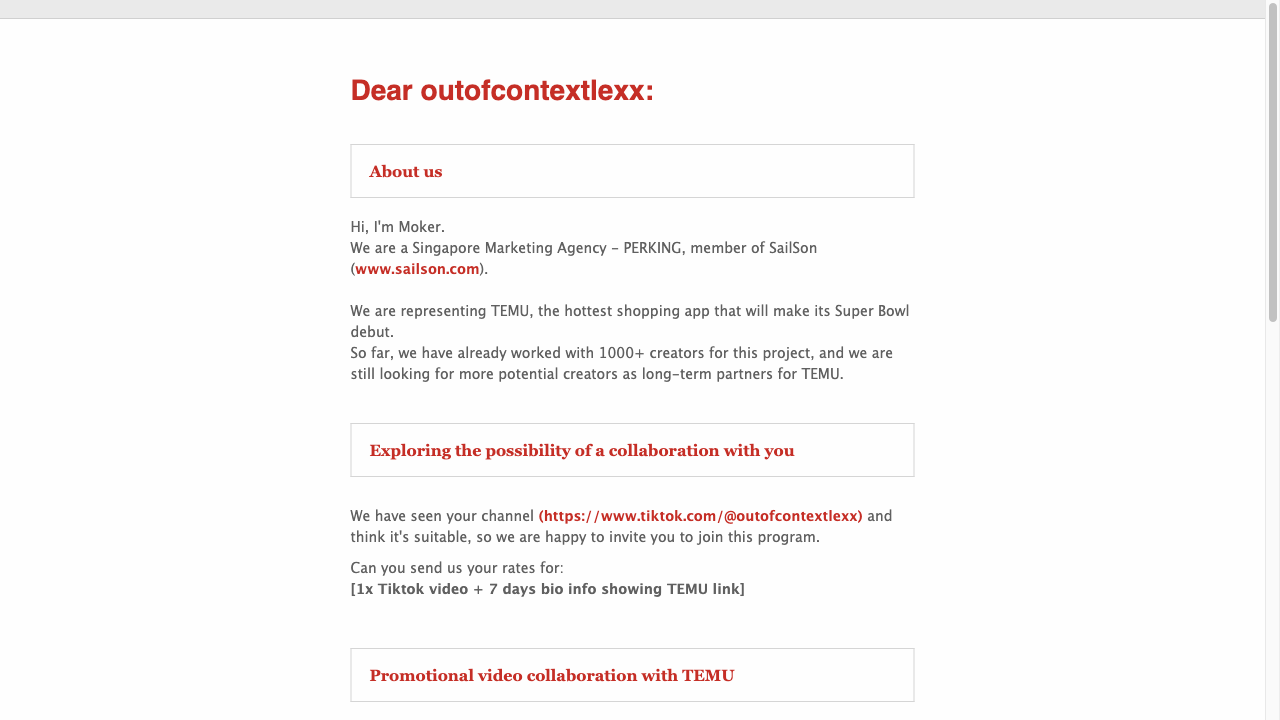 Dear outofcontextlexx:
About us
Hi, I'm Moker.
We are a Singapore Marketing Agency – PERKING, member of SailSon
(www.sailson.com).
We are representing TEMU, the hottest shopping app that will make its Super Bowl
debut.
So far, we have already worked with 1000+ creators for this project, and we are
still looking for more potential creators as long-term partners for TEMU.
Exploring the possibility of a collaboration with you
We have seen your channel (https://www.tiktok.com/@outofcontextlexx) and
think it's suitable, so we are happy to invite you to join this program.
Can you send us your rates for:
[1x Tiktok video + 7 days bio info showing TEMU link]
Promotional video collaboration with TEMU